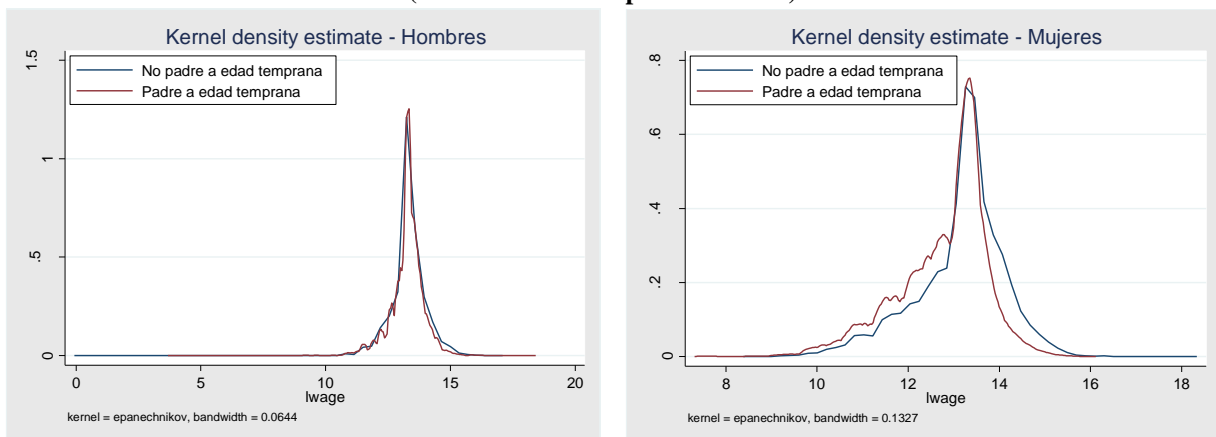 Kernel density estimate - Hombres
No padre a edad temprana
Padre a edad temprana
0
.5
1
1.5
0
5
10
15
20
lwage
kernel = epanechnikov, bandwidth = 0.0644
Kernel density estimate - Mujeres
No padre a edad temprana
Padre a edad temprana
0
.2
.4
.6
.8
8
10
12
14
16
18
lwage
kernel = epanechnikov, bandwidth = 0.1327